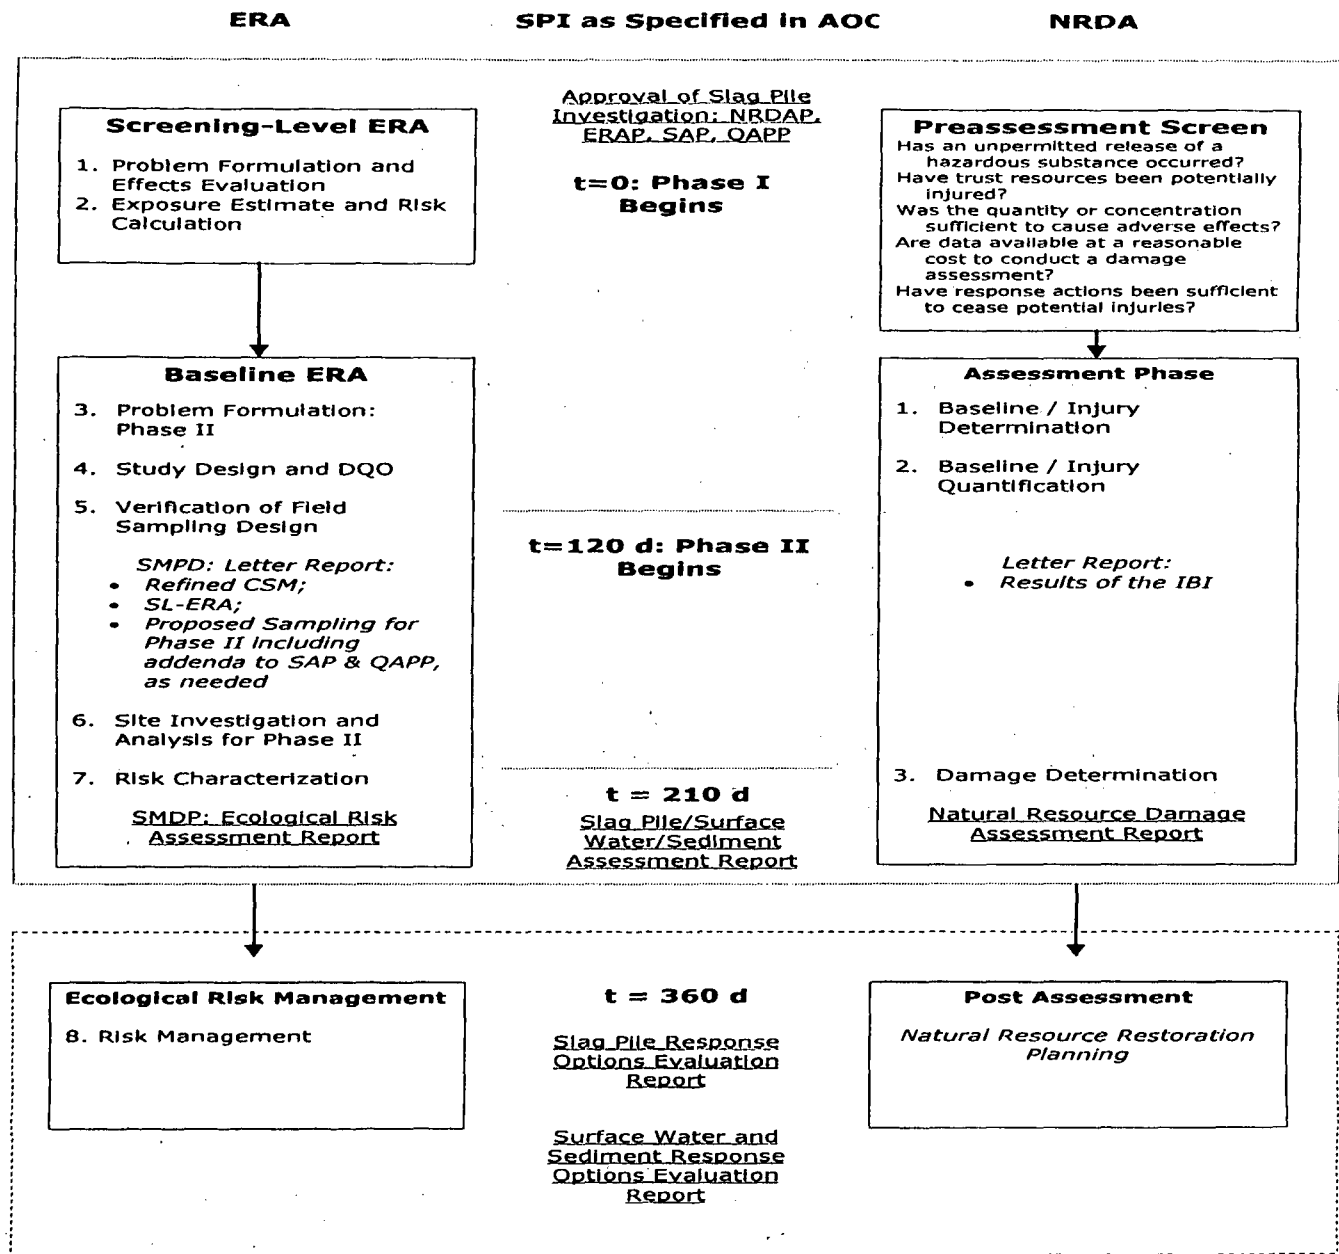 ERA
SPI as Specified in AOC
NRDA
Approval of Slag Pile
Investigation: NRDAP,
ERAP, SAP, QAPP
t=0: Phase I
Begins
Screening-Level ERA
1. Problem Formulation and
Effects Evaluation
2. Exposure Estimate and Risk
Calculation
Preassessment Screen
Has an unpermitted release of a
hazardous substance occurred?
Have trust resources been potentially
injured?
Was the quantity or concentration
sufficient to cause adverse effects?
Are data available at a reasonable
cost to conduct a damage
assessment?
Have response actions been sufficient
to cease potential injuries?
Baseline ERA
3. Problem Formulation:
Phase II
4. Study Design and DQO
5. Verification of Field
Sampling Design
SMPD: Letter Report:
• Refined CSM;
• SL-ERA;
• Proposed Sampling for
Phase II including
addenda to SAP & QAPP,
as needed
6. Site Investigation and
Analysis for Phase II
7. Risk Characterization
SMDP: Ecological Risk
Assessment Report
t=120 d: Phase II
Begins
t = 210 d
Slag Pile/Surface
Water/Sediment
Assessment Report
Assessment Phase
1. Baseline / Injury
Determination
2. Baseline / Injury
Quantification
Letter Report:
• Results of the IBI
3. Damage Determination
Natural Resource Damage
Assessment Report
Ecological Risk Management
8. Risk Management
t = 360 d
Slag Pile Response
Options Evaluation
Report
Surface Water and
Sediment Response
Options Evaluation
Report
Post Assessment
Natural Resource Restoration
Planning